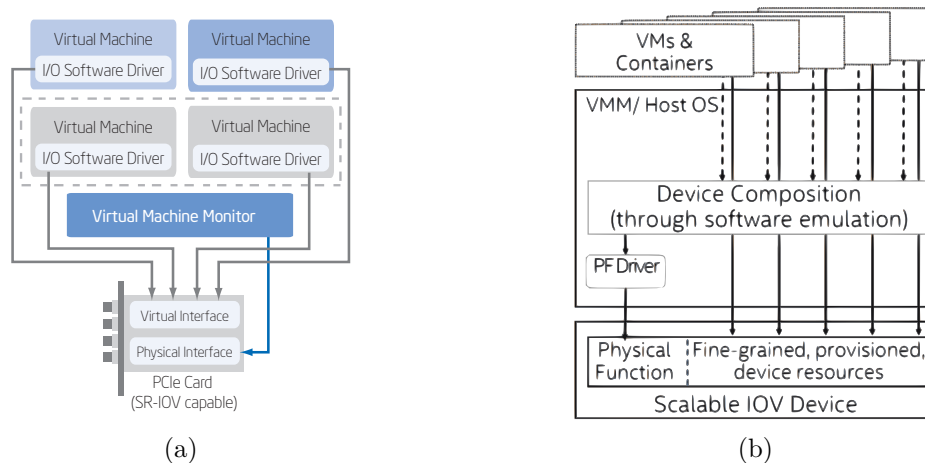 Virtual Machine
I/O Software Driver
Virtual Machine
I/O Software Driver
Virtual Machine
I/O Software Driver
Virtual Machine
I/O Software Driver
Virtual Machine Monitor
Virtual Interface
Physical Interface
PCIe Card
(SR-IOV capable)
(a)
VMs &
Containers
VMM/ Host OS
Device Composition
(through software emulation)
PF Driver
Physical
Function
Fine-grained, provisioned,
device resources
Scalable IOV Device
(b)